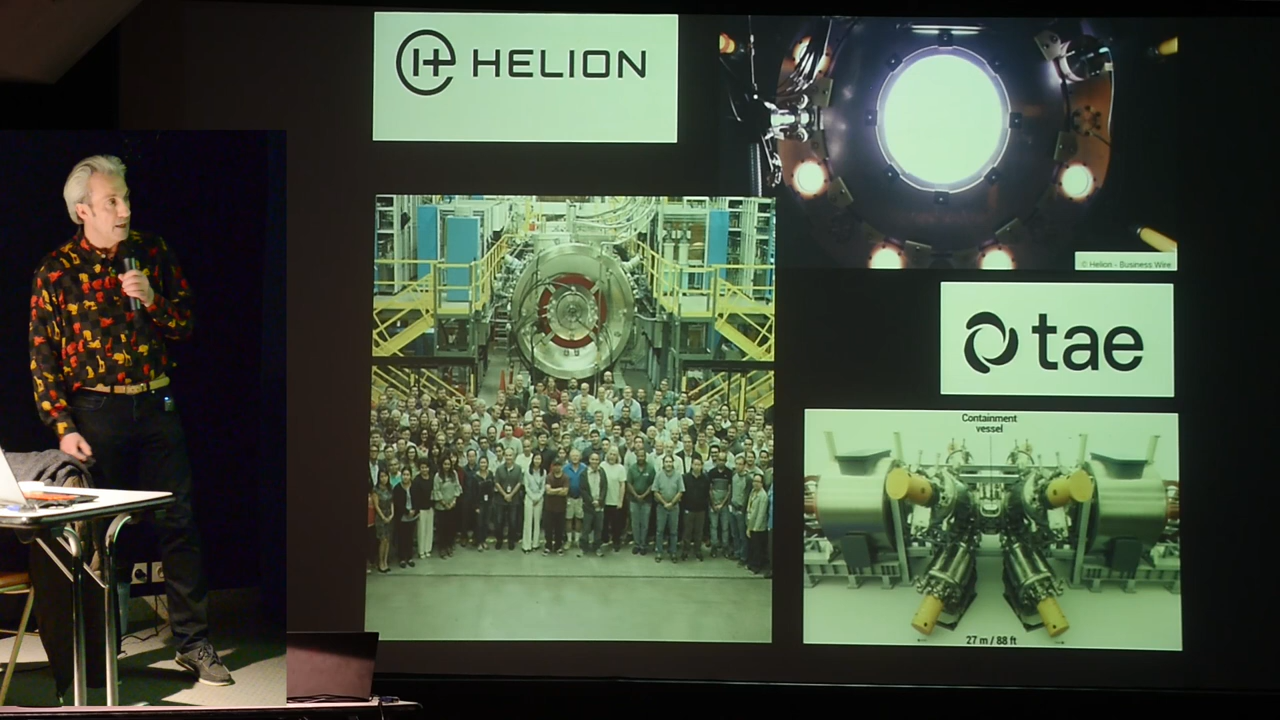 HELION
© Helion - Business Wire
tae
Containment
vessel
27 m / 88 ft